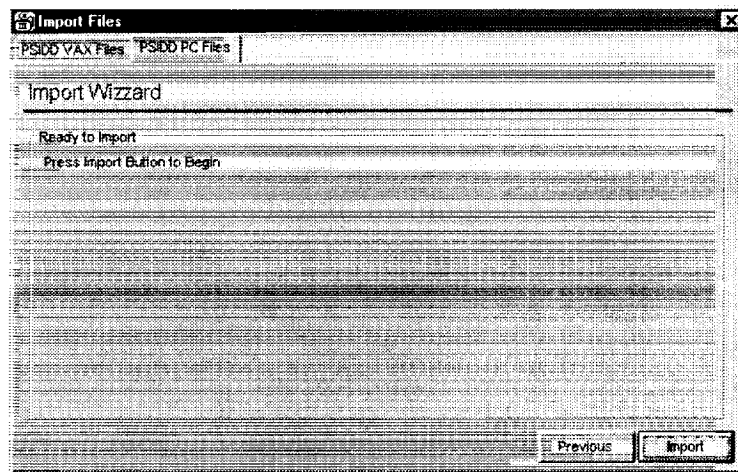 Import Files
PSIDD VAX Files PSIDD PC Files
Import Wizzard
Ready to Import
Press Import Button to Begin
Previous Import